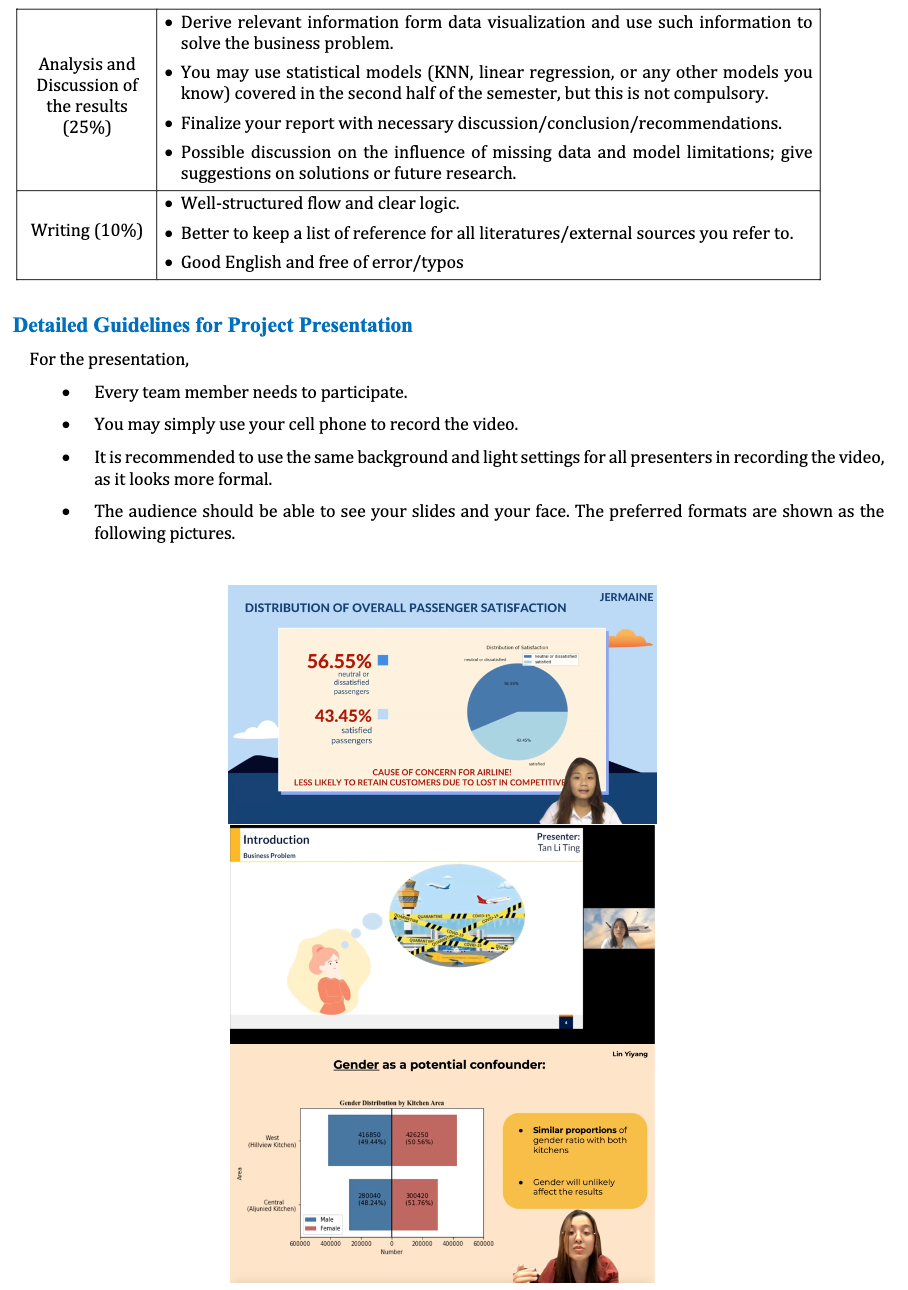 Analysis and
Discussion of
the results
(25%)
• Derive relevant information form data visualization and use such information to
solve the business problem.
• You may use statistical models (KNN, linear regression, or any other models you
know) covered in the second half of the semester, but this is not compulsory.
• Finalize your report with necessary discussion/conclusion/recommendations.
• Possible discussion on the influence of missing data and model limitations; give
suggestions on solutions or future research.
Writing (10%)
• Well-structured flow and clear logic.
• Better to keep a list of reference for all literatures/external sources you refer to.
• Good English and free of error/typos
Detailed Guidelines for Project Presentation
For the presentation,
• Every team member needs to participate.
• You may simply use your cell phone to record the video.
• It is recommended to use the same background and light settings for all presenters in recording the video,
as it looks more formal.
• The audience should be able to see your slides and your face. The preferred formats are shown as the
following pictures.
JERMAINE
DISTRIBUTION OF OVERALL PASSENGER SATISFACTION
56.55%
neutral or
dissatisfied
passengers
43.45%
satisfied
passengers
Distribution of Satisfaction
neutral or dissatisfied
neutral or dissatisfied
satisfied
56.55%
43.45%
satisfied
CAUSE OF CONCERN FOR AIRLINE!
LESS LIKELY TO RETAIN CUSTOMERS DUE TO LOST IN COMPETITIVE
Introduction
Business Problem
Presenter:
Tan Li Ting
QUARANTINE
COVID-19
Lin Yiyang
Gender as a potential confounder:
Gender Distribution by Kitchen Area
Area
West
(Hillview Kitchen)
416850
(49.44%)
426250
(50.56%)
Central
(Aljunied Kitchen)
280040
(48.24%)
300420
(51.76%)
Male
Female
600000 400000 200000 0 200000 400000 600000
Number
• Similar proportions of
gender ratio with both
kitchens
• Gender will unlikely
affect the results